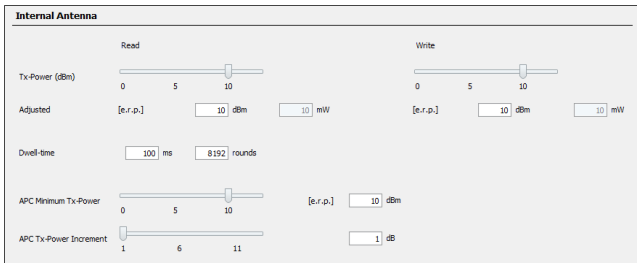 Internal Antenna
Read Write
Tx-Power (dBm)
0 5 10 0 5 10
Adjusted [e.r.p.] 10 dBm 10 mW [e.r.p.] 10 dBm 10 mW
Dwell-time 100 ms 8192 rounds
APC Minimum Tx-Power [e.r.p.] 10 dBm
0 5 10
APC Tx-Power Increment 1 dB
1 6 11